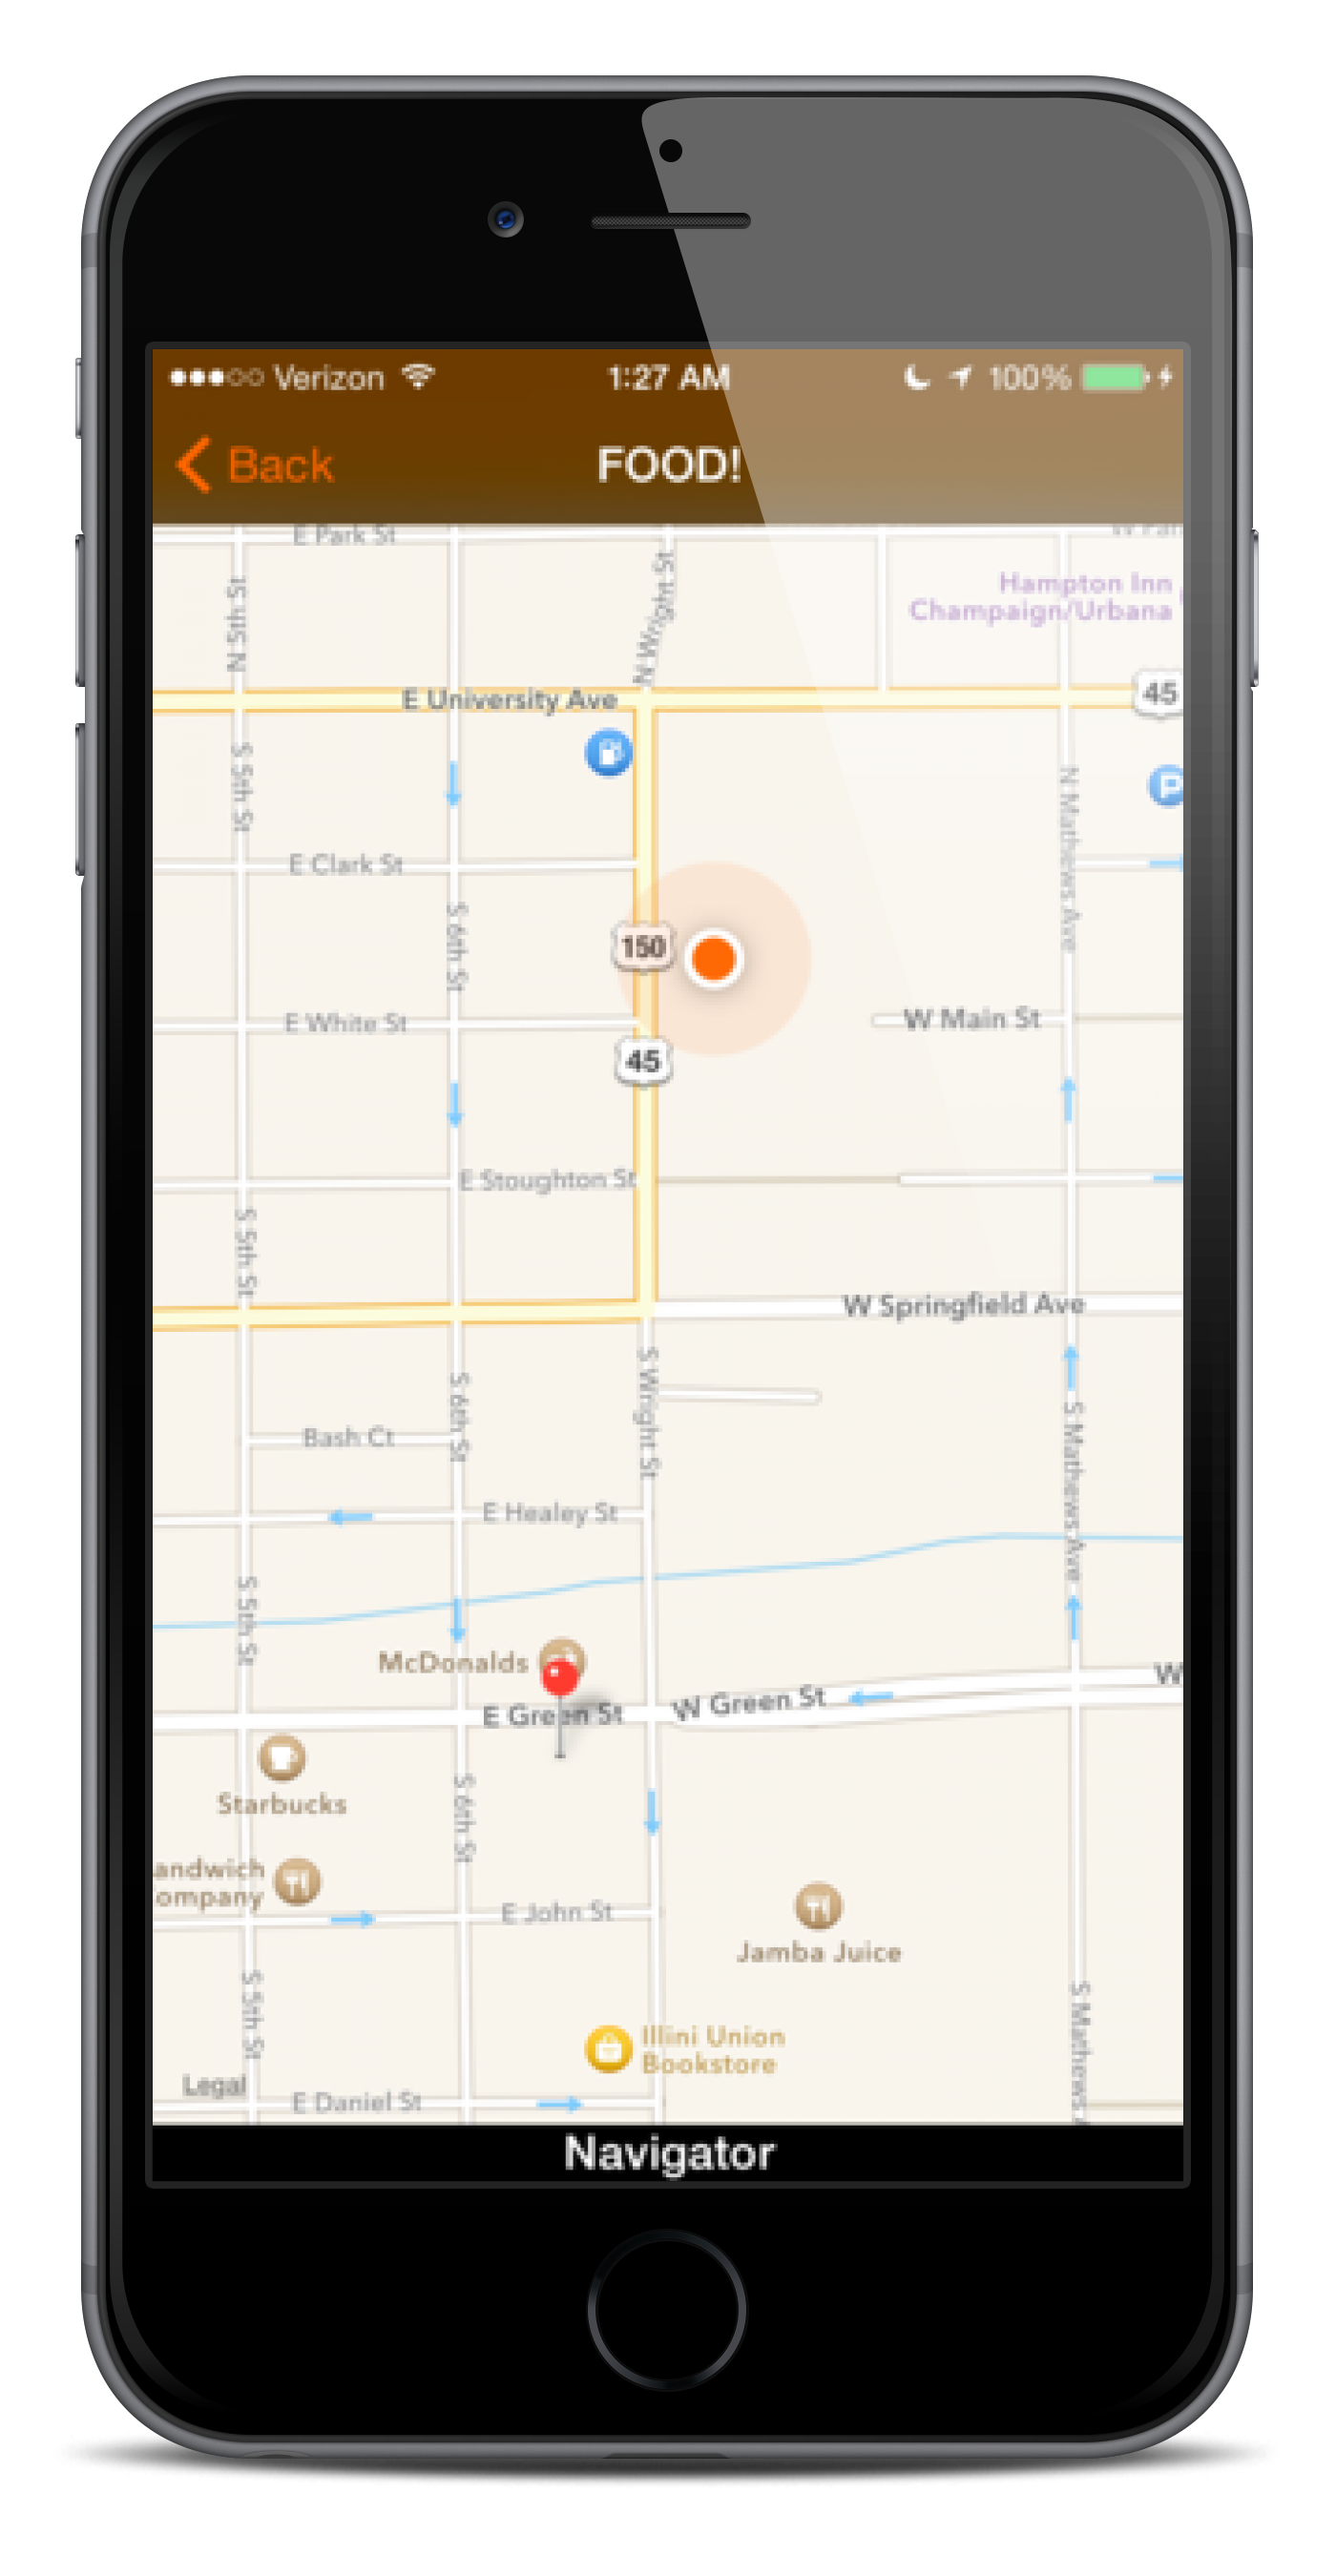 Verizon 1:27 AM 100%
Back FOOD!
E Park St
N 5th St
N Wright St
Hampton Inn
Champaign/Urbana
E University Ave
45
P
S 5th St
N Mathews Ave
E Clark St
S 6th St
150
E White St
W Main St
45
E Stoughton St
S 5th St
W Springfield Ave
S Wright St
S 6th St
Bash Ct
S Mathews Ave
E Healey St
S 5th St
McDonalds
E Green St
W Green St
W
Starbucks
S 6th St
andwich
ompany
E John St
Jamba Juice
S 5th St
S Mathews
Illini Union
Bookstore
Legal
E Daniel St
Navigator